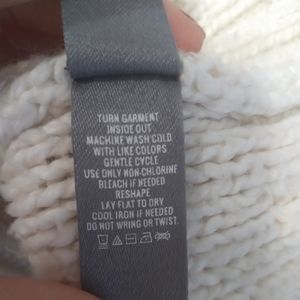 TURN GARMENT
INSIDE OUT
MACHINE WASH COLD
WITH LIKE COLORS
GENTLE CYCLE
USE ONLY NON-CHLORINE
BLEACH IF NEEDED
RESHAPE
LAY FLAT TO DRY
COOL IRON IF NEEDED
DO NOT WRING OR TWIST.